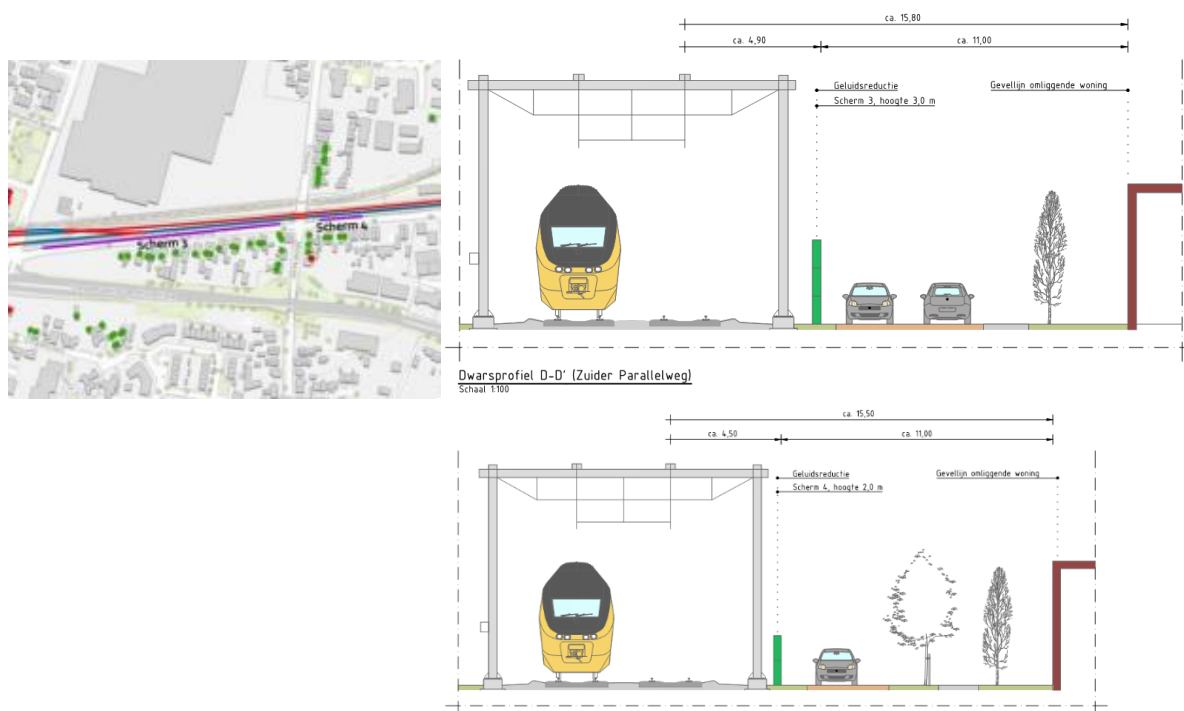 Scherm 3
Scherm 4
ca. 15,80
ca. 4,90
ca. 11,00
Geluidsreductie
Scherm 3, hoogte 3,0 m
Gevellijn omliggende woning
Dwarsprofiel D-D' (Zuider Parallelweg)
Schaal 1:100
ca. 15,50
ca. 4,50
ca. 11,00
Geluidsreductie
Scherm 4, hoogte 2,0 m
Gevellijn omliggende woning